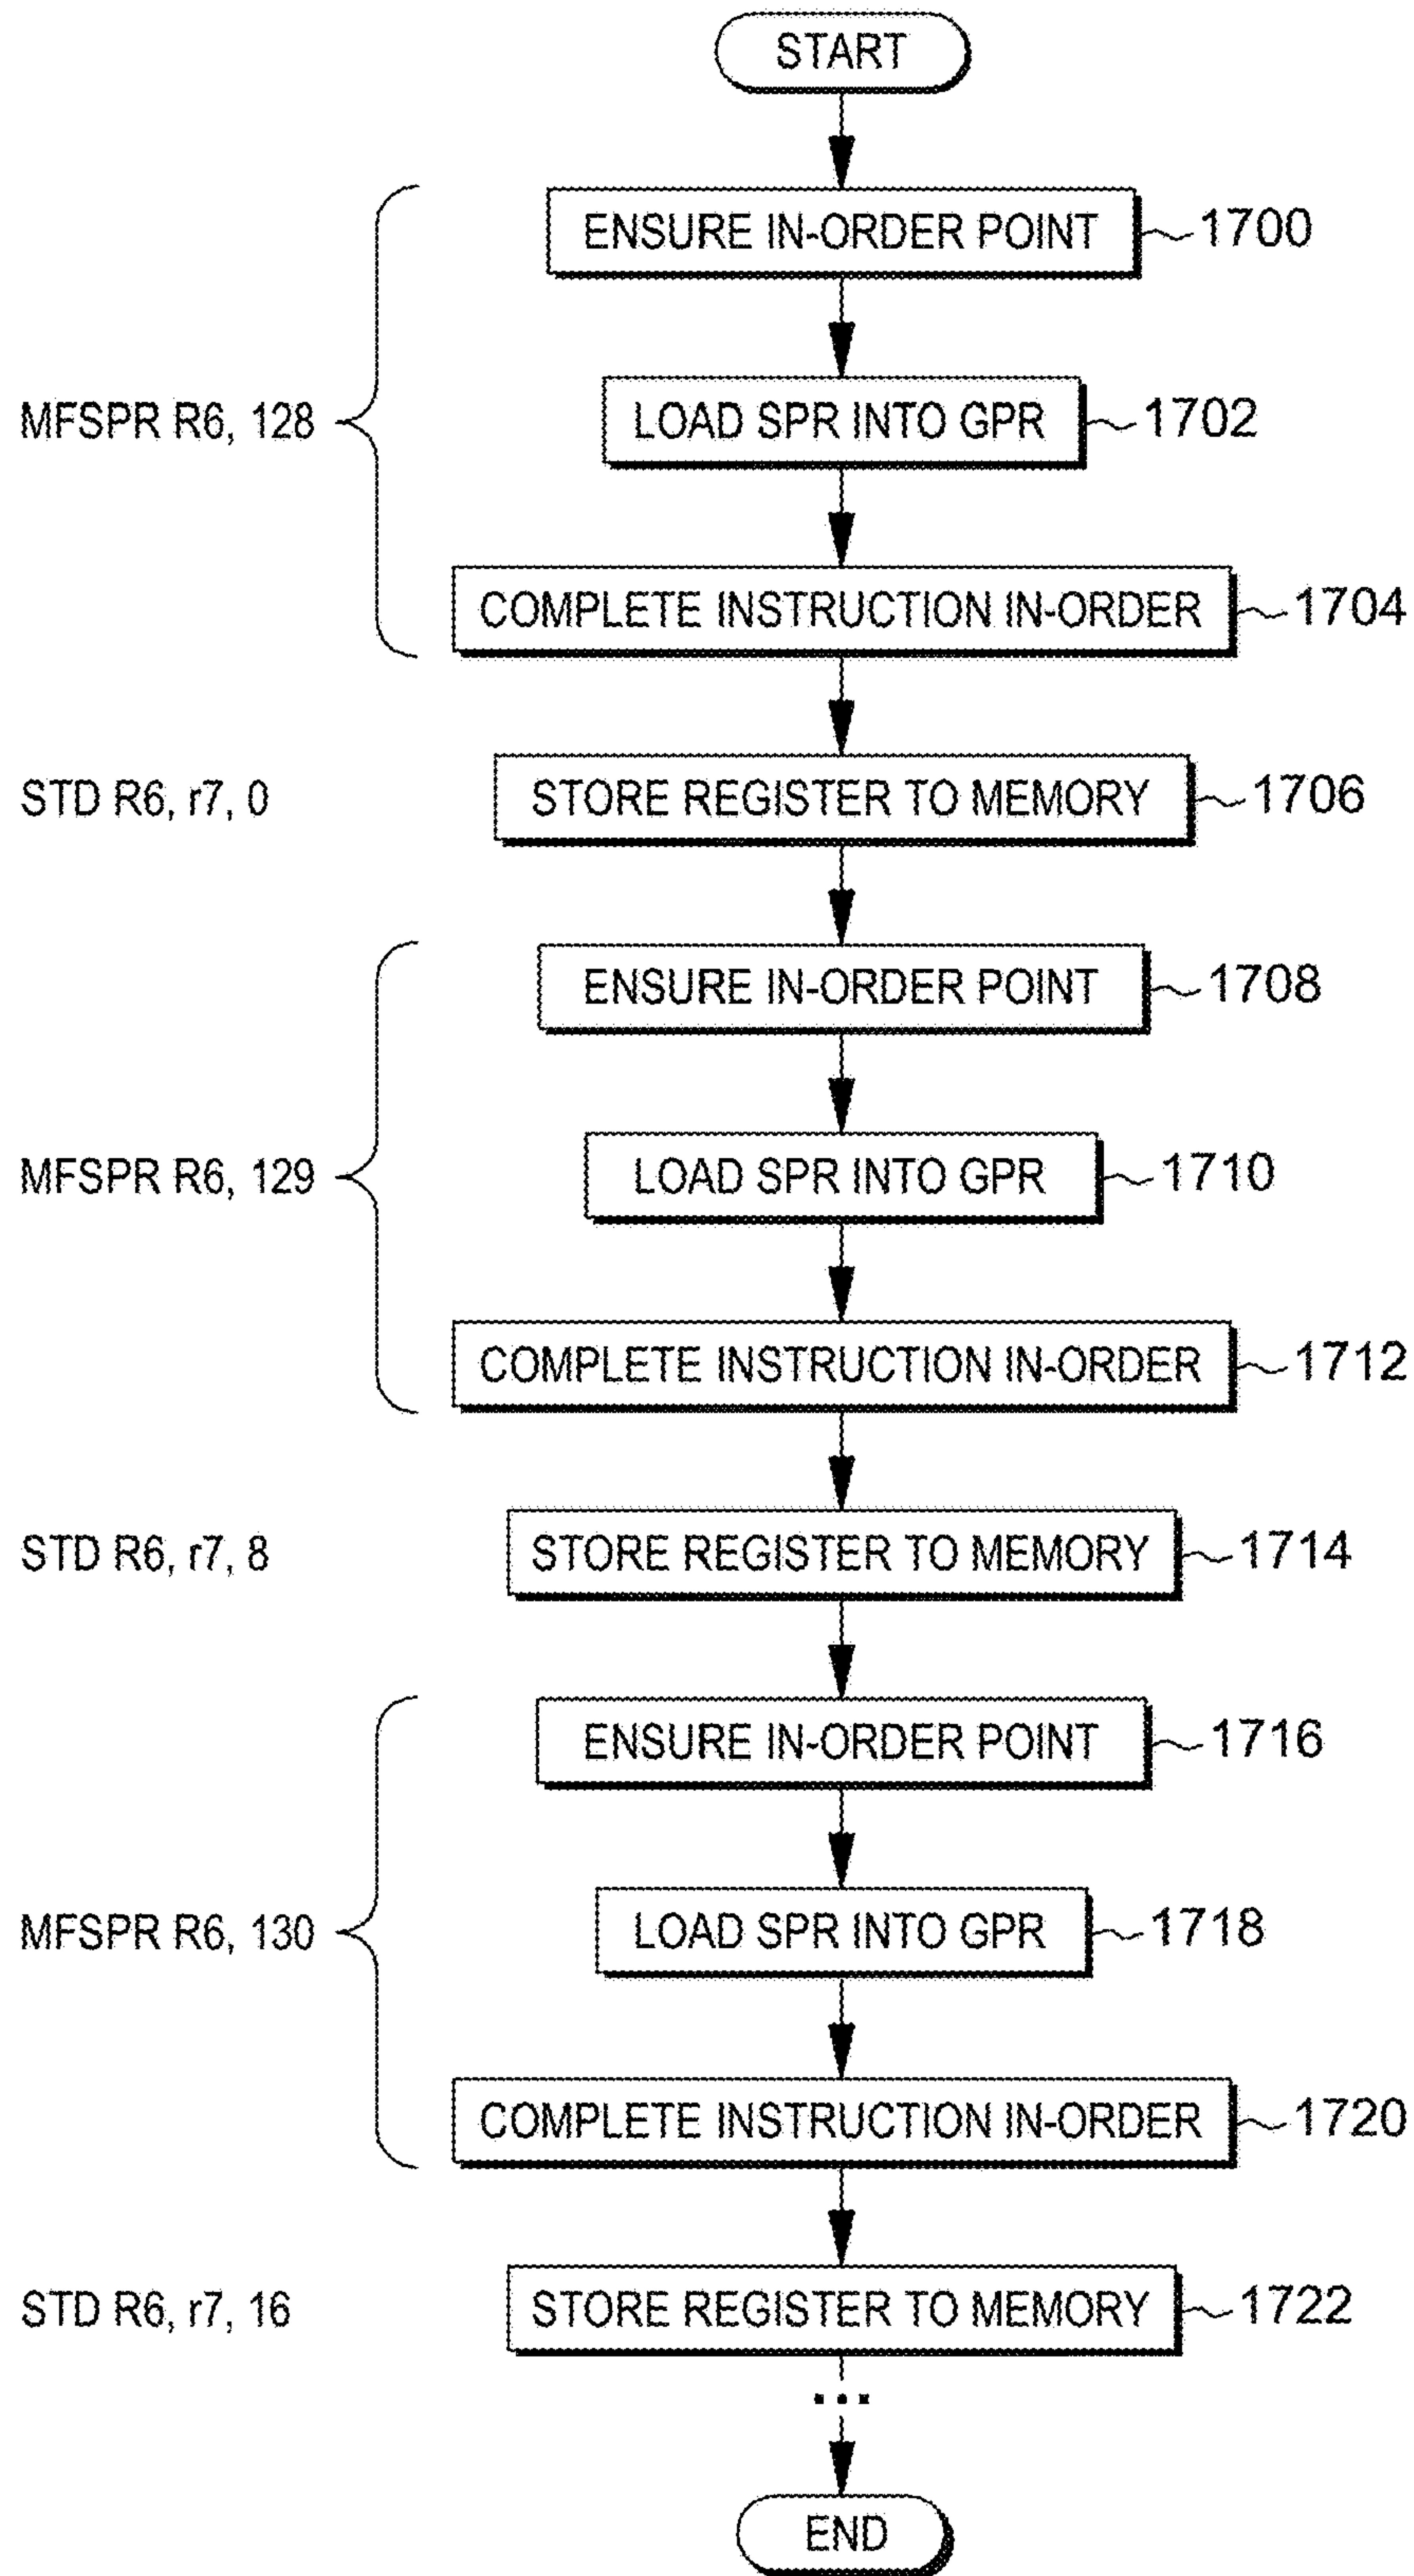 START
ENSURE IN-ORDER POINT 1700
MFSPR R6, 128 LOAD SPR INTO GPR 1702
COMPLETE INSTRUCTION IN-ORDER 1704
STD R6, r7, 0 STORE REGISTER TO MEMORY 1706
ENSURE IN-ORDER POINT 1708
MFSPR R6, 129 LOAD SPR INTO GPR 1710
COMPLETE INSTRUCTION IN-ORDER 1712
STD R6, r7, 8 STORE REGISTER TO MEMORY 1714
ENSURE IN-ORDER POINT 1716
MFSPR R6, 130 LOAD SPR INTO GPR 1718
COMPLETE INSTRUCTION IN-ORDER 1720
STD R6, r7, 16 STORE REGISTER TO MEMORY 1722
...
END